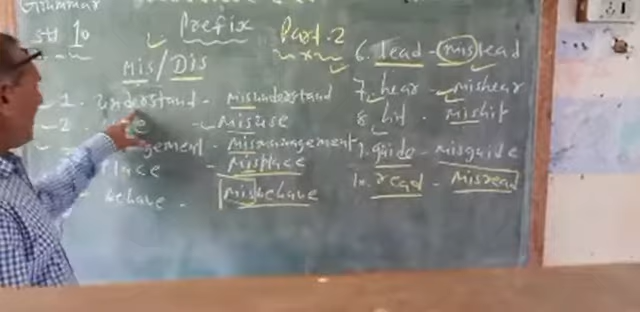 Grammar
std 10
Prefix
Part. 2
Mis/Dis
1. understand - misunderstand
2. - Misuse
- Mismanagement
Place - Misplace
behave - Misbehave
6. Lead - mislead
7. hear - mishear
8. hit - Mishit
9. guide - misguide
10. read - Misread